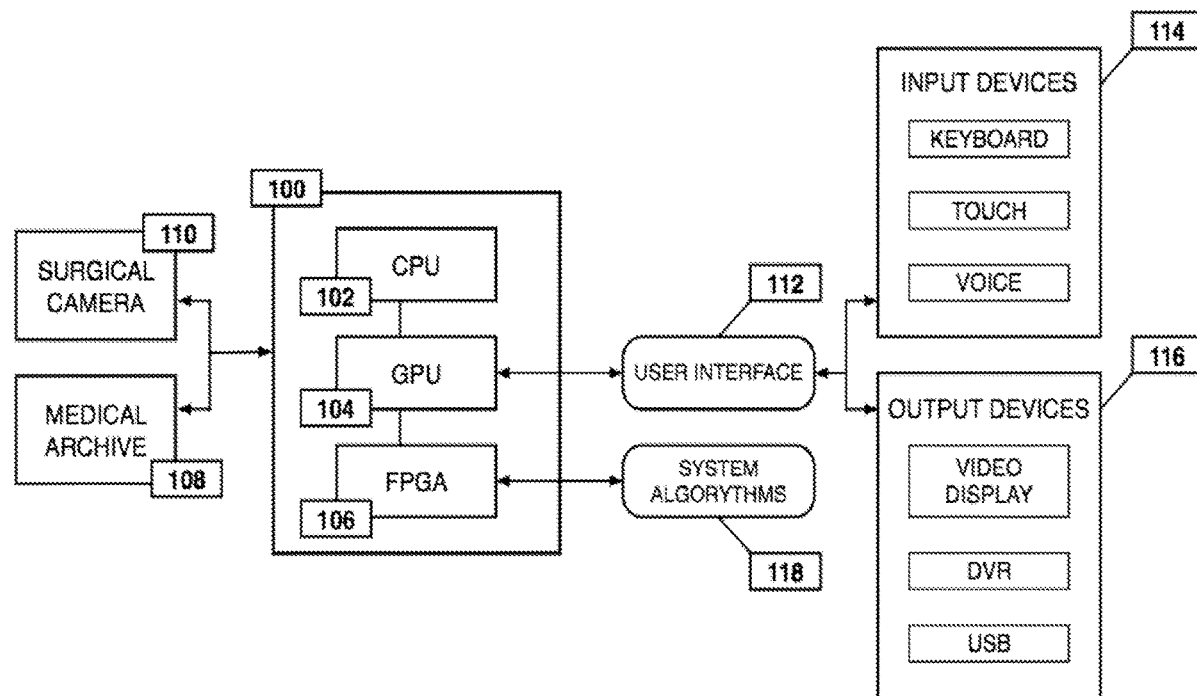 110
SURGICAL
CAMERA
MEDICAL
ARCHIVE
108
100
CPU
102
GPU
104
FPGA
106
112
USER INTERFACE
SYSTEM
ALGORYTHMS
118
114
INPUT DEVICES
KEYBOARD
TOUCH
VOICE
116
OUTPUT DEVICES
VIDEO
DISPLAY
DVR
USB